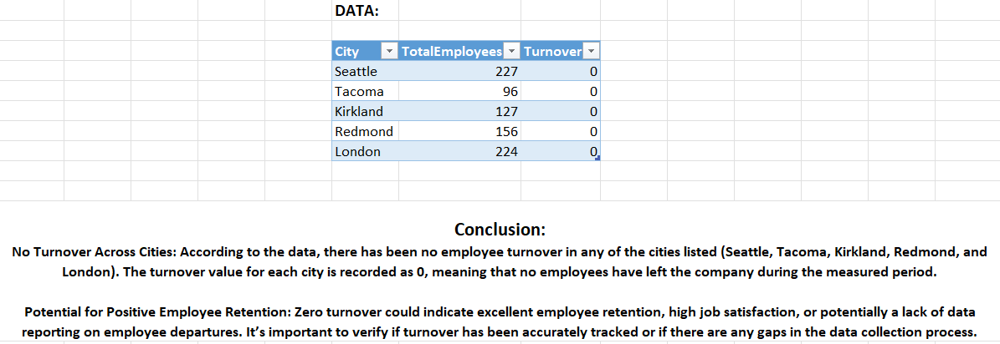 DATA:
City TotalEmployees Turnover
Seattle 227 0
Tacoma 96 0
Kirkland 127 0
Redmond 156 0
London 224 0
Conclusion:
No Turnover Across Cities: According to the data, there has been no employee turnover in any of the cities listed (Seattle, Tacoma, Kirkland, Redmond, and
London). The turnover value for each city is recorded as 0, meaning that no employees have left the company during the measured period.
Potential for Positive Employee Retention: Zero turnover could indicate excellent employee retention, high job satisfaction, or potentially a lack of data
reporting on employee departures. It’s important to verify if turnover has been accurately tracked or if there are any gaps in the data collection process.